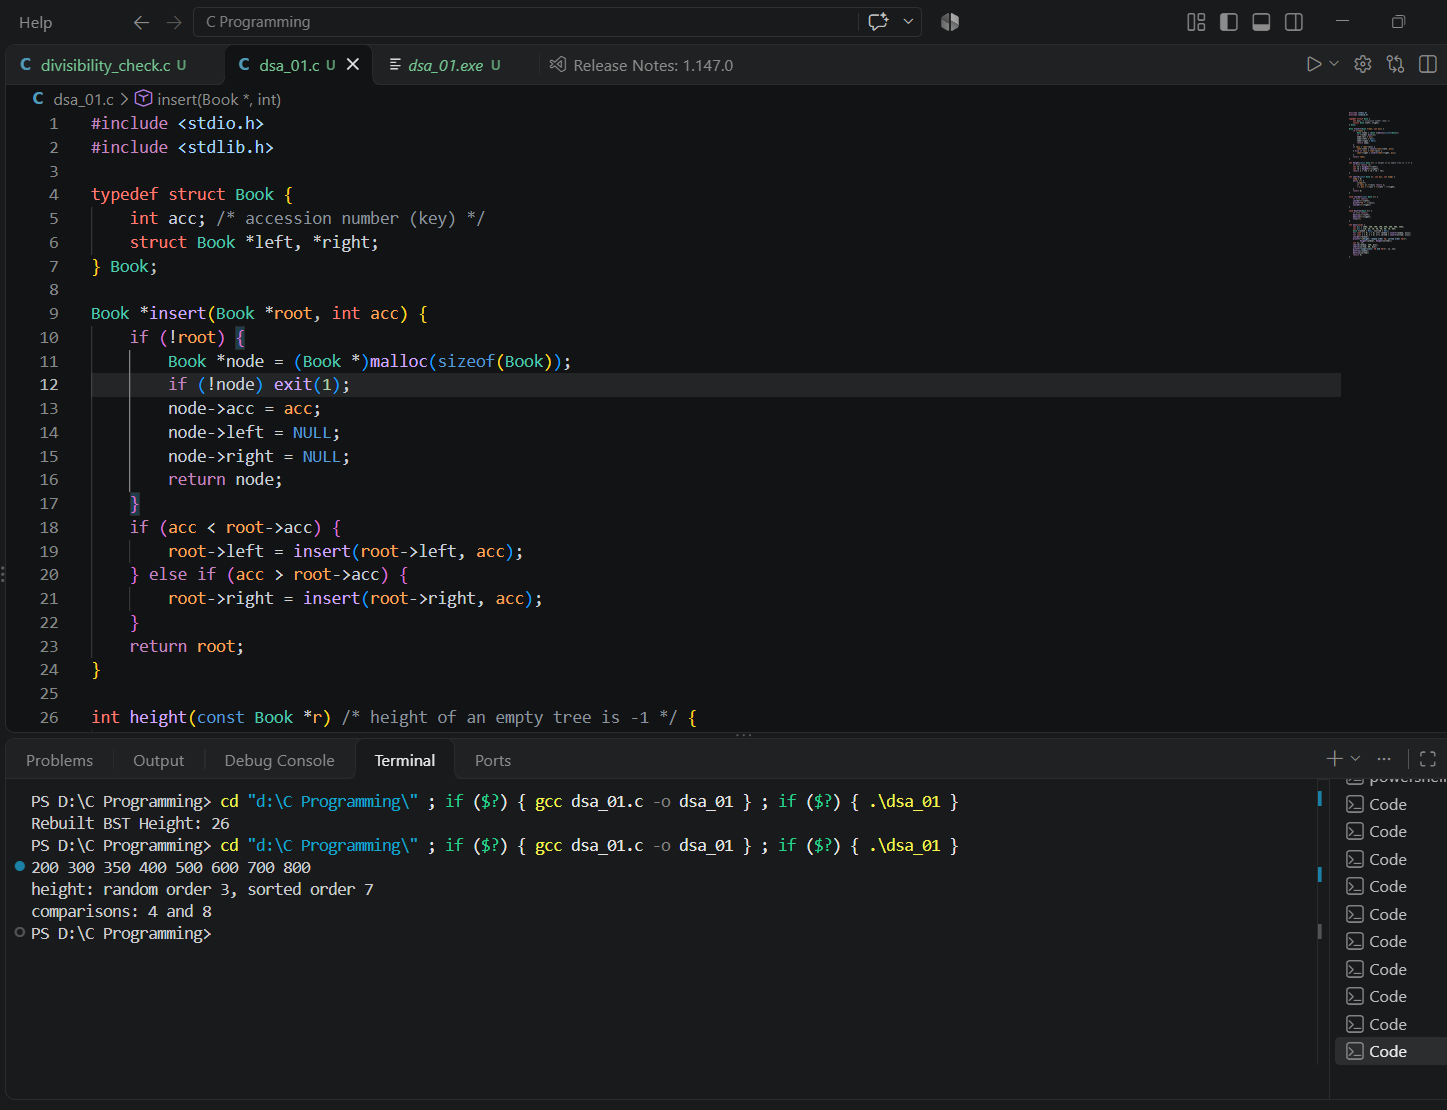 Help
C Programming
C divisibility_check.c U
C dsa_01.c U
dsa_01.exe U
Release Notes: 1.147.0
C dsa_01.c > insert(Book *, int)
1 #include <stdio.h>
2 #include <stdlib.h>
3
4 typedef struct Book {
5 int acc; /* accession number (key) */
6 struct Book *left, *right;
7 } Book;
8
9 Book *insert(Book *root, int acc) {
10 if (!root) {
11 Book *node = (Book *)malloc(sizeof(Book));
12 if (!node) exit(1);
13 node->acc = acc;
14 node->left = NULL;
15 node->right = NULL;
16 return node;
17 }
18 if (acc < root->acc) {
19 root->left = insert(root->left, acc);
20 } else if (acc > root->acc) {
21 root->right = insert(root->right, acc);
22 }
23 return root;
24 }
25
26 int height(const Book *r) /* height of an empty tree is -1 */ {
Problems
Output
Debug Console
Terminal
Ports
PS D:\C Programming> cd "d:\C Programming\" ; if ($?) { gcc dsa_01.c -o dsa_01 } ; if ($?) { .\dsa_01 }
Rebuilt BST Height: 26
PS D:\C Programming> cd "d:\C Programming\" ; if ($?) { gcc dsa_01.c -o dsa_01 } ; if ($?) { .\dsa_01 }
200 300 350 400 500 600 700 800
height: random order 3, sorted order 7
comparisons: 4 and 8
PS D:\C Programming>
powershell
Code
Code
Code
Code
Code
Code
Code
Code
Code
Code